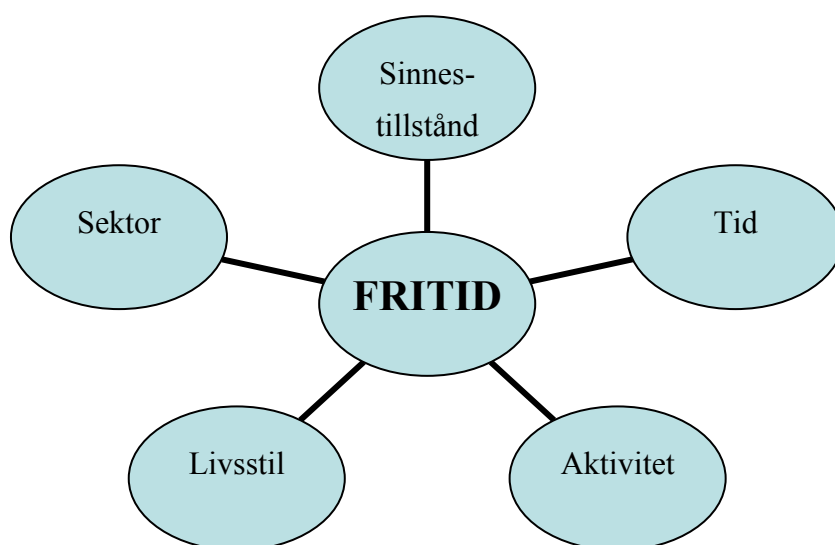 Sinnes-
tillstånd
Sektor
Tid
FRITID
Livsstil
Aktivitet